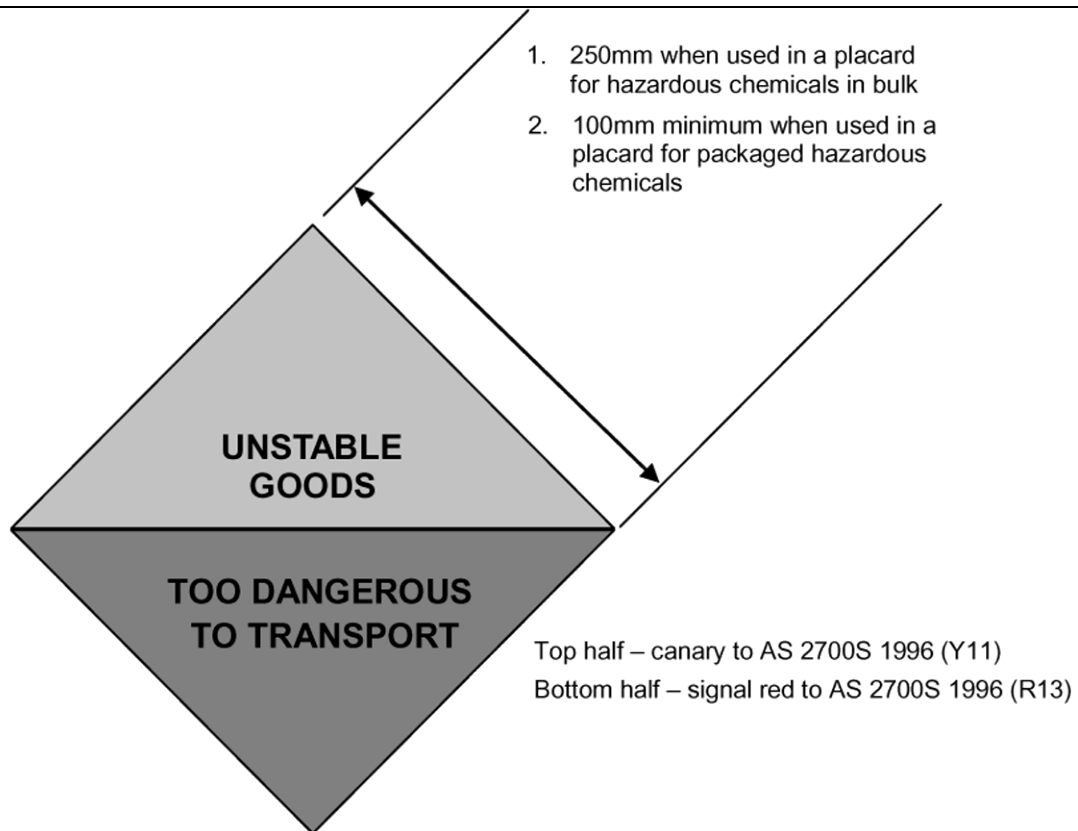 1. 250mm when used in a placard
for hazardous chemicals in bulk
2. 100mm minimum when used in a
placard for packaged hazardous
chemicals
UNSTABLE
GOODS
TOO DANGEROUS
TO TRANSPORT
Top half – canary to AS 2700S 1996 (Y11)
Bottom half – signal red to AS 2700S 1996 (R13)